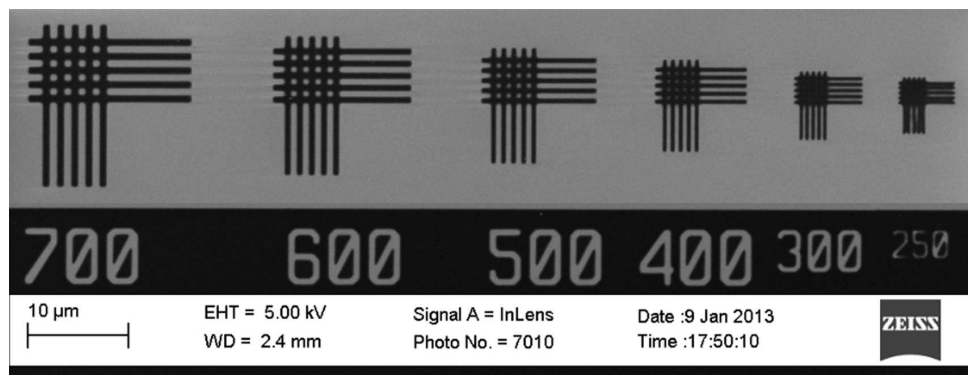 700 600 500 400 300 250
10 µm EHT = 5.00 kV Signal A = InLens Date :9 Jan 2013
WD = 2.4 mm Photo No. = 7010 Time :17:50:10
ZEISS